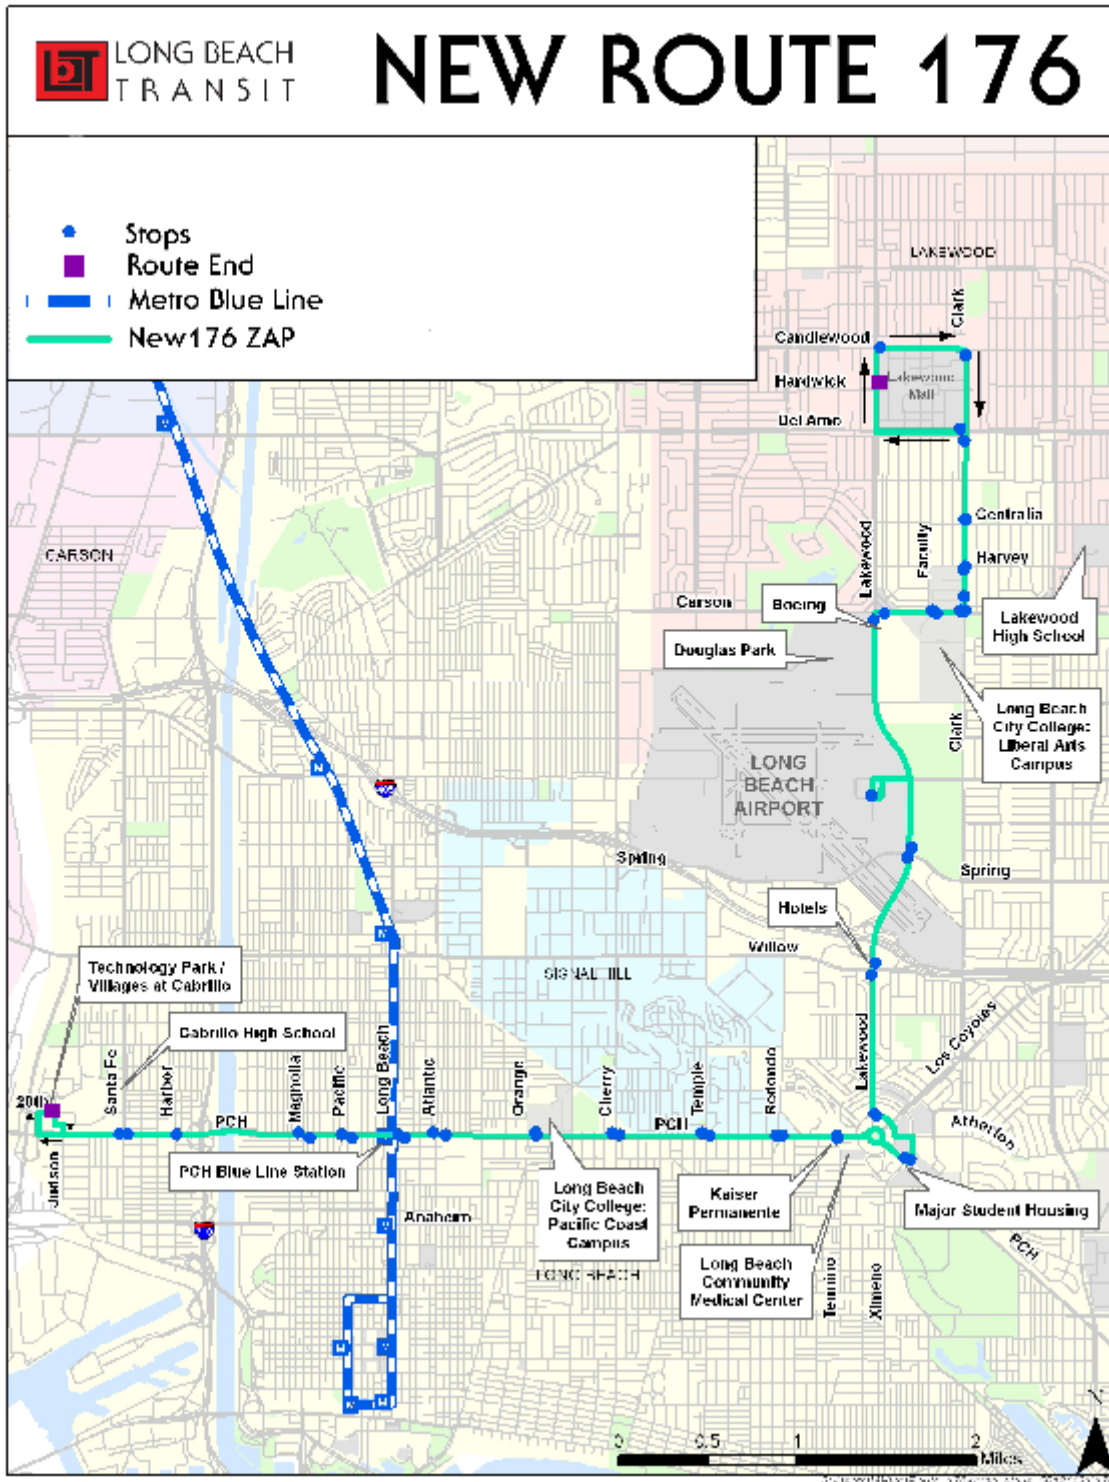 LONG BEACH
TRANSIT
NEW ROUTE 176
Stops
Route End
Metro Blue Line
New 176 ZAP
LAKEWOOD
Clark
Candlewood
Hardwick
Lakewood
Mall
Del Amo
Centralia
Lakewood
Faculty
Harvey
CARSON
Carson
Boeing
Lakewood
High School
Douglas Park
Long Beach
City College:
Liberal Arts
Campus
Clark
LONG
BEACH
AIRPORT
Spring
Spring
Hotels
Willow
Technology Park /
Villages at Cabrillo
SIGNAL HILL
Cabrillo High School
Santa Fe
Harbor
Magnolia
Pacific
Long Beach
Atlantic
Orange
Cherry
Temple
Redondo
Lakewood
Los Coyotes
20th
PCH
PCH
Atherton
Judson
PCH Blue Line Station
Long Beach
City College:
Pacific Coast
Campus
Kaiser
Permanente
Major Student Housing
Anaheim
PCH
LONG BEACH
Long Beach
Community
Medical Center
Termino
Ximeno
0 0.5 1 2
Miles
N